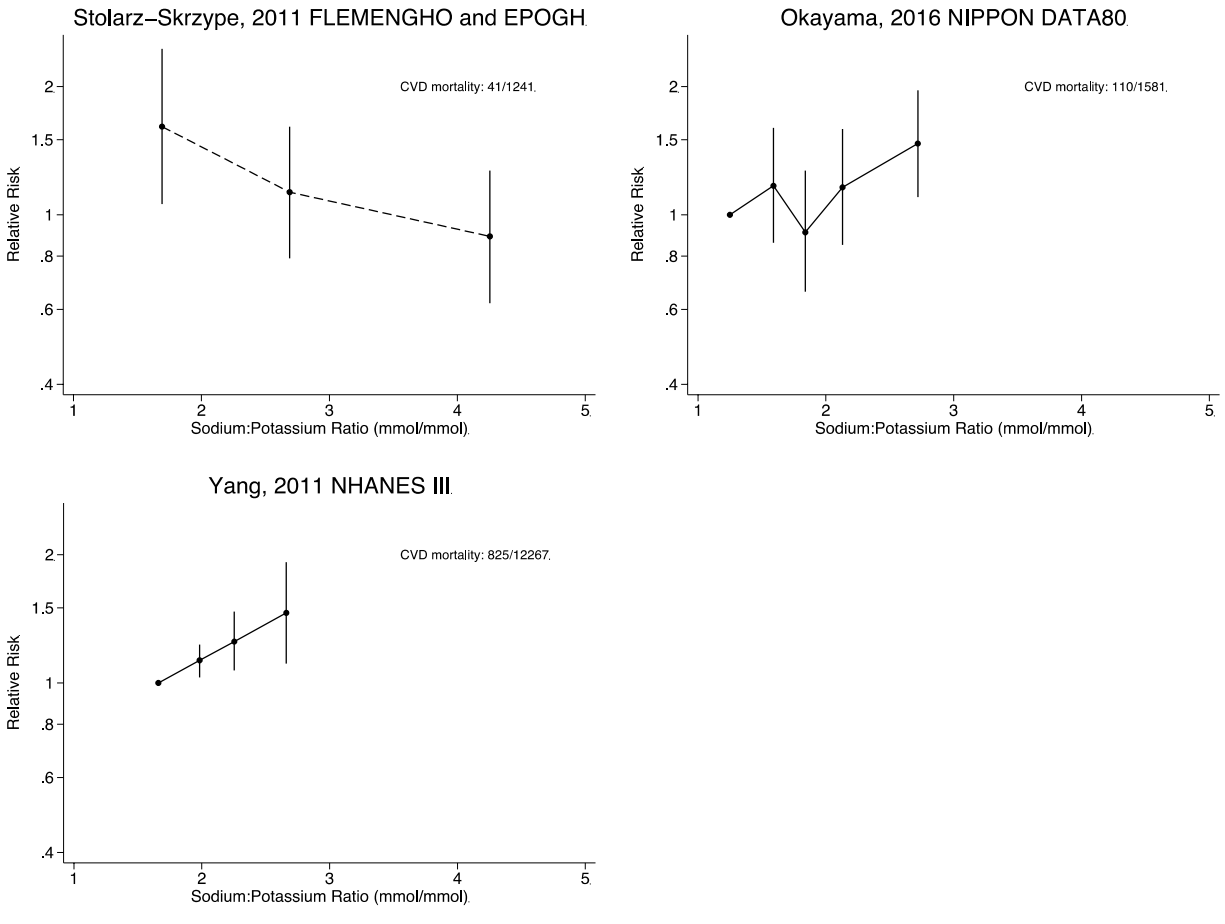 Stolarz−Skrzype, 2011 FLEMENGHO and EPOGH
CVD mortality: 41/1241
Relative Risk
2
1.5
1
.8
.6
.4
1 2 3 4 5
Sodium:Potassium Ratio (mmol/mmol)
Okayama, 2016 NIPPON DATA80
CVD mortality: 110/1581
Relative Risk
2
1.5
1
.8
.6
.4
1 2 3 4 5
Sodium:Potassium Ratio (mmol/mmol)
Yang, 2011 NHANES III
CVD mortality: 825/12267
Relative Risk
2
1.5
1
.8
.6
.4
1 2 3 4 5
Sodium:Potassium Ratio (mmol/mmol)